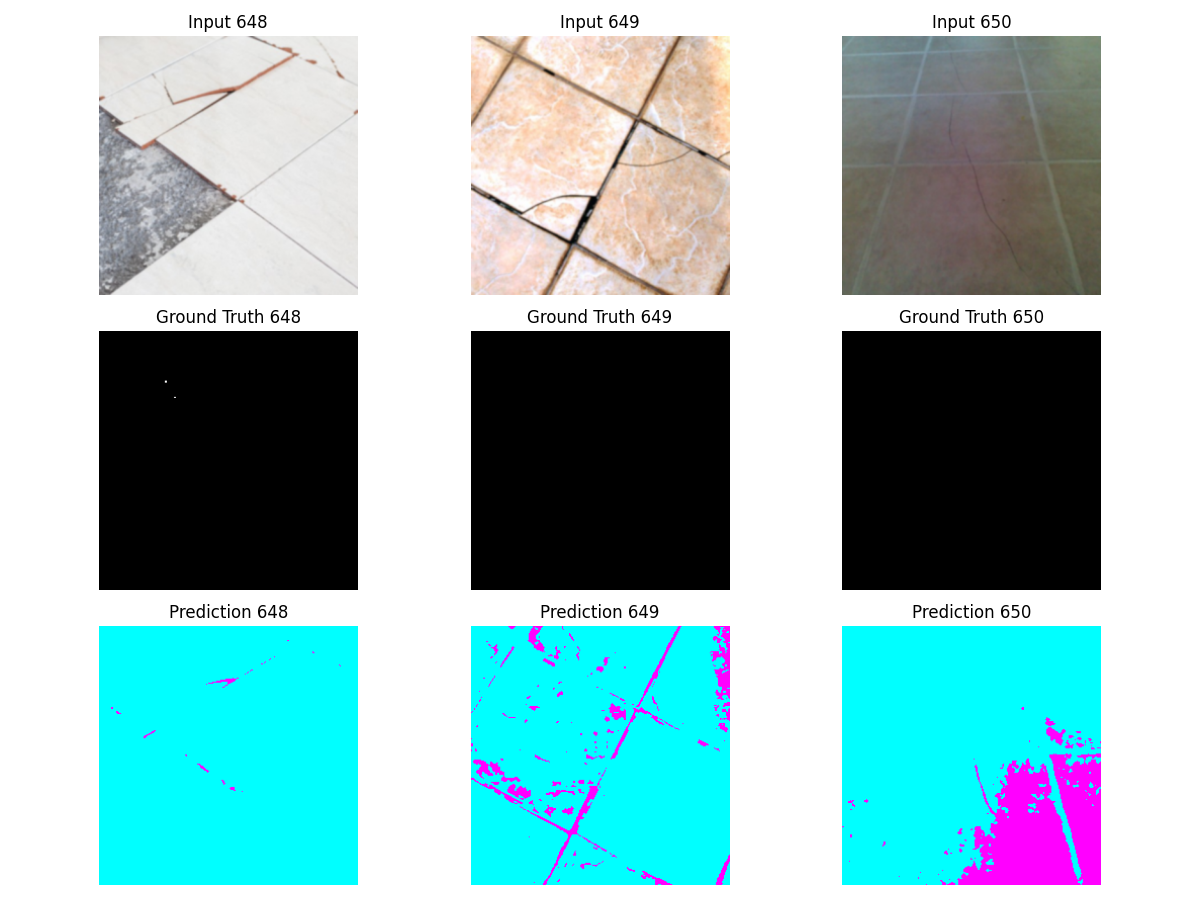 Input 648
Input 649
Input 650
Ground Truth 648
Ground Truth 649
Ground Truth 650
Prediction 648
Prediction 649
Prediction 650